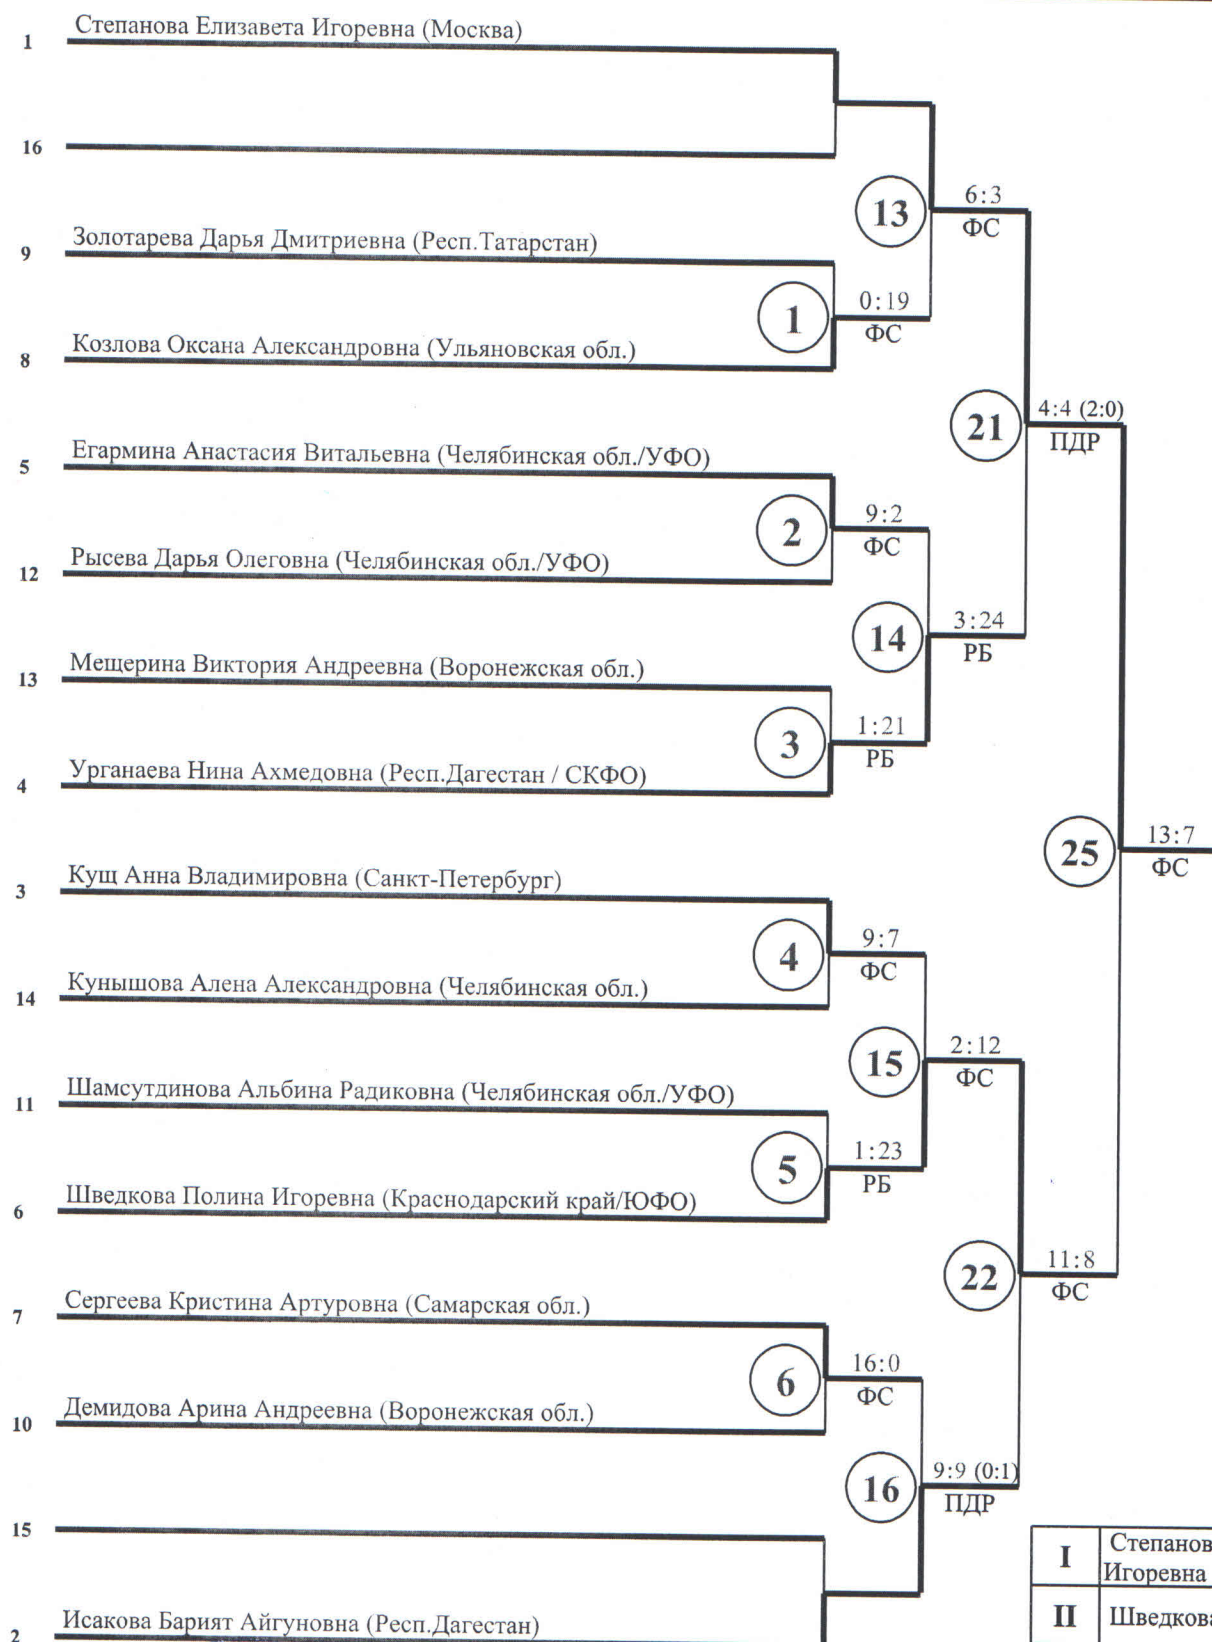 Степанова Елизавета Игоревна (Москва)
1
16
6:3
13
ФС
Золотарева Дарья Дмитриевна (Респ.Татарстан)
9
0:19
1
ФС
Козлова Оксана Александровна (Ульяновская обл.)
8
4:4 (2:0)
21
ПДР
Егармина Анастасия Витальевна (Челябинская обл./УФО)
5
9:2
2
ФС
Рысева Дарья Олеговна (Челябинская обл./УФО)
12
3:24
14
РБ
Мещерина Виктория Андреевна (Воронежская обл.)
13
1:21
3
РБ
Урганаева Нина Ахмедовна (Респ.Дагестан / СКФО)
4
13:7
25
ФС
Кущ Анна Владимировна (Санкт-Петербург)
3
9:7
4
ФС
Кунышова Алена Александровна (Челябинская обл.)
14
2:12
15
ФС
Шамсутдинова Альбина Радиковна (Челябинская обл./УФО)
11
1:23
5
РБ
Шведкова Полина Игоревна (Краснодарский край/ЮФО)
6
11:8
22
ФС
Сергеева Кристина Артуровна (Самарская обл.)
7
16:0
6
ФС
Демидова Арина Андреевна (Воронежская обл.)
10
9:9 (0:1)
16
ПДР
15
I
Степанов
Игоревна
Исакова Барият Айгуновна (Респ.Дагестан)
2
II
Шведкова